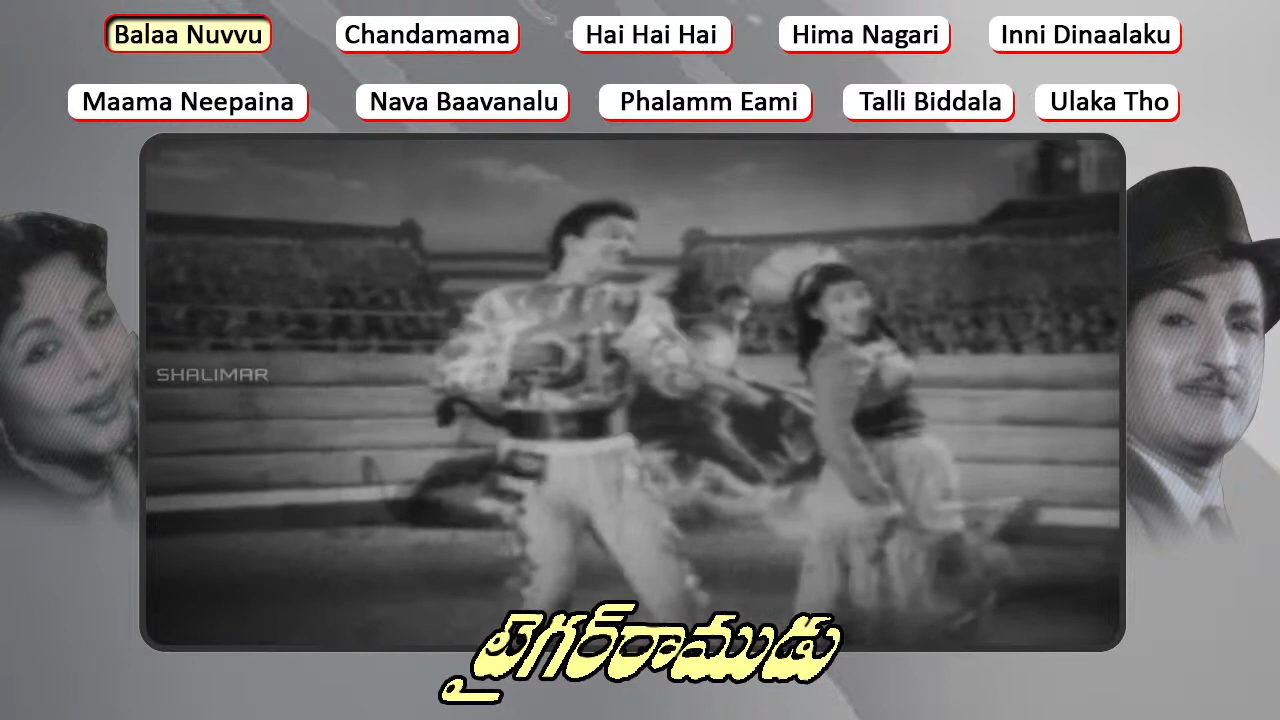 Balaa Nuvvu Chandamama Hai Hai Hai Hima Nagari Inni Dinaalaku
Maama Neepaina Nava Baavanalu Phalamm Eami Talli Biddala Ulaka Tho
SHALIMAR
టైగర్ రాముడు